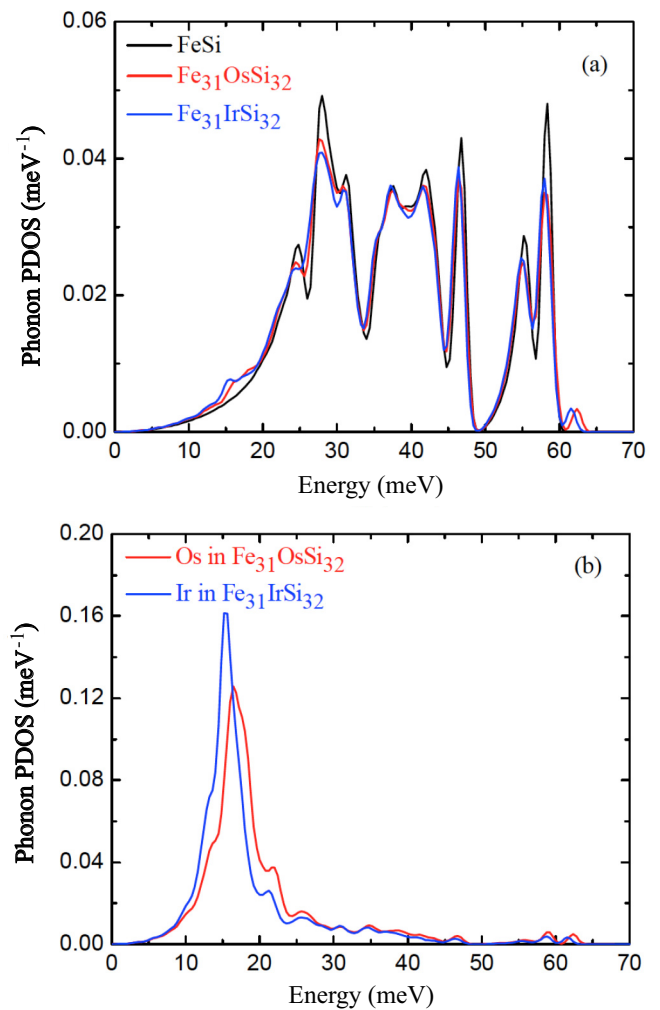 0.06
FeSi
(a)
Fe31OsSi32
Fe31IrSi32
0.04
0.02
0.00
0 10 20 30 40 50 60 70
Phonon PDOS (meV-1)
Energy (meV)
0.20
Os in Fe31OsSi32
(b)
Ir in Fe31IrSi32
0.16
0.12
0.08
0.04
0.00
0 10 20 30 40 50 60 70
Phonon PDOS (meV-1)
Energy (meV)